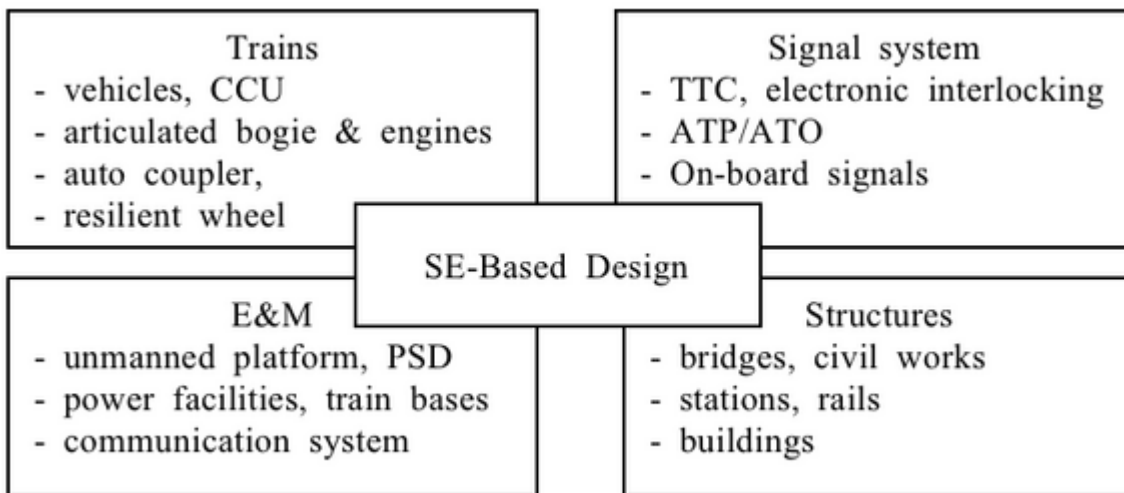 Trains
- vehicles, CCU
- articulated bogie & engines
- auto coupler,
- resilient wheel
Signal system
- TTC, electronic interlocking
- ATP/ATO
- On-board signals
SE-Based Design
E&M
- unmanned platform, PSD
- power facilities, train bases
- communication system
Structures
- bridges, civil works
- stations, rails
- buildings